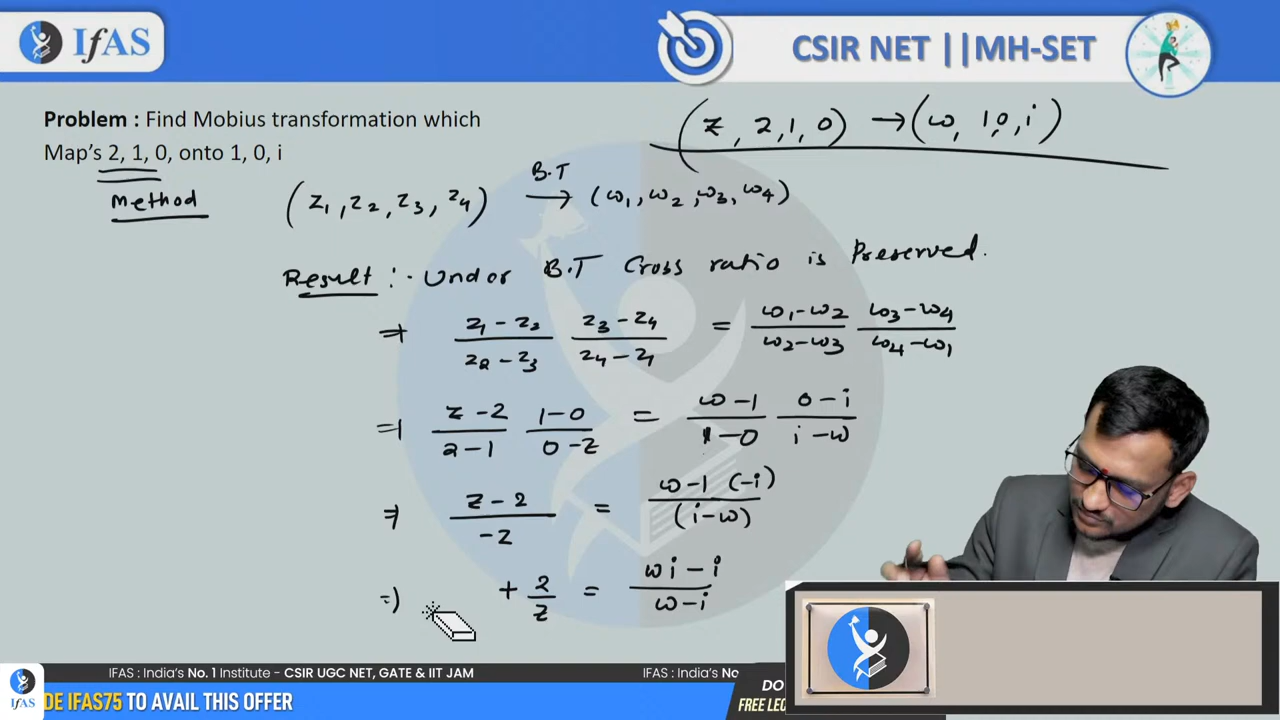 IfAS
CSIR NET ||MH-SET
Problem : Find Mobius transformation which
Map's 2, 1, 0, onto 1, 0, i
(z, 2, 1, 0) → (ω, 1, 0, i)
Method
B.T
(z1, z2, z3, z4) → (ω1, ω2, ω3, ω4)
Result :- Under B.T Cross ratio is Preserved.
⇒ z1 - z2 / z2 - z3 z3 - z4 / z4 - z1 = ω1 - ω2 / ω2 - ω3 ω3 - ω4 / ω4 - ω1
⇒ z - 2 / 2 - 1 1 - 0 / 0 - z = ω - 1 / 1 - 0 0 - i / i - ω
⇒ z - 2 / -z = ω - 1 (-i) / (i - ω)
⇒ + 2 / z = ωi - i / ω - i
IFAS : India's No. 1 Institute - CSIR UGC NET, GATE & IIT JAM
IFAS : India's No
IfAS
DE IFAS75 TO AVAIL THIS OFFER
DO
FREE LEC